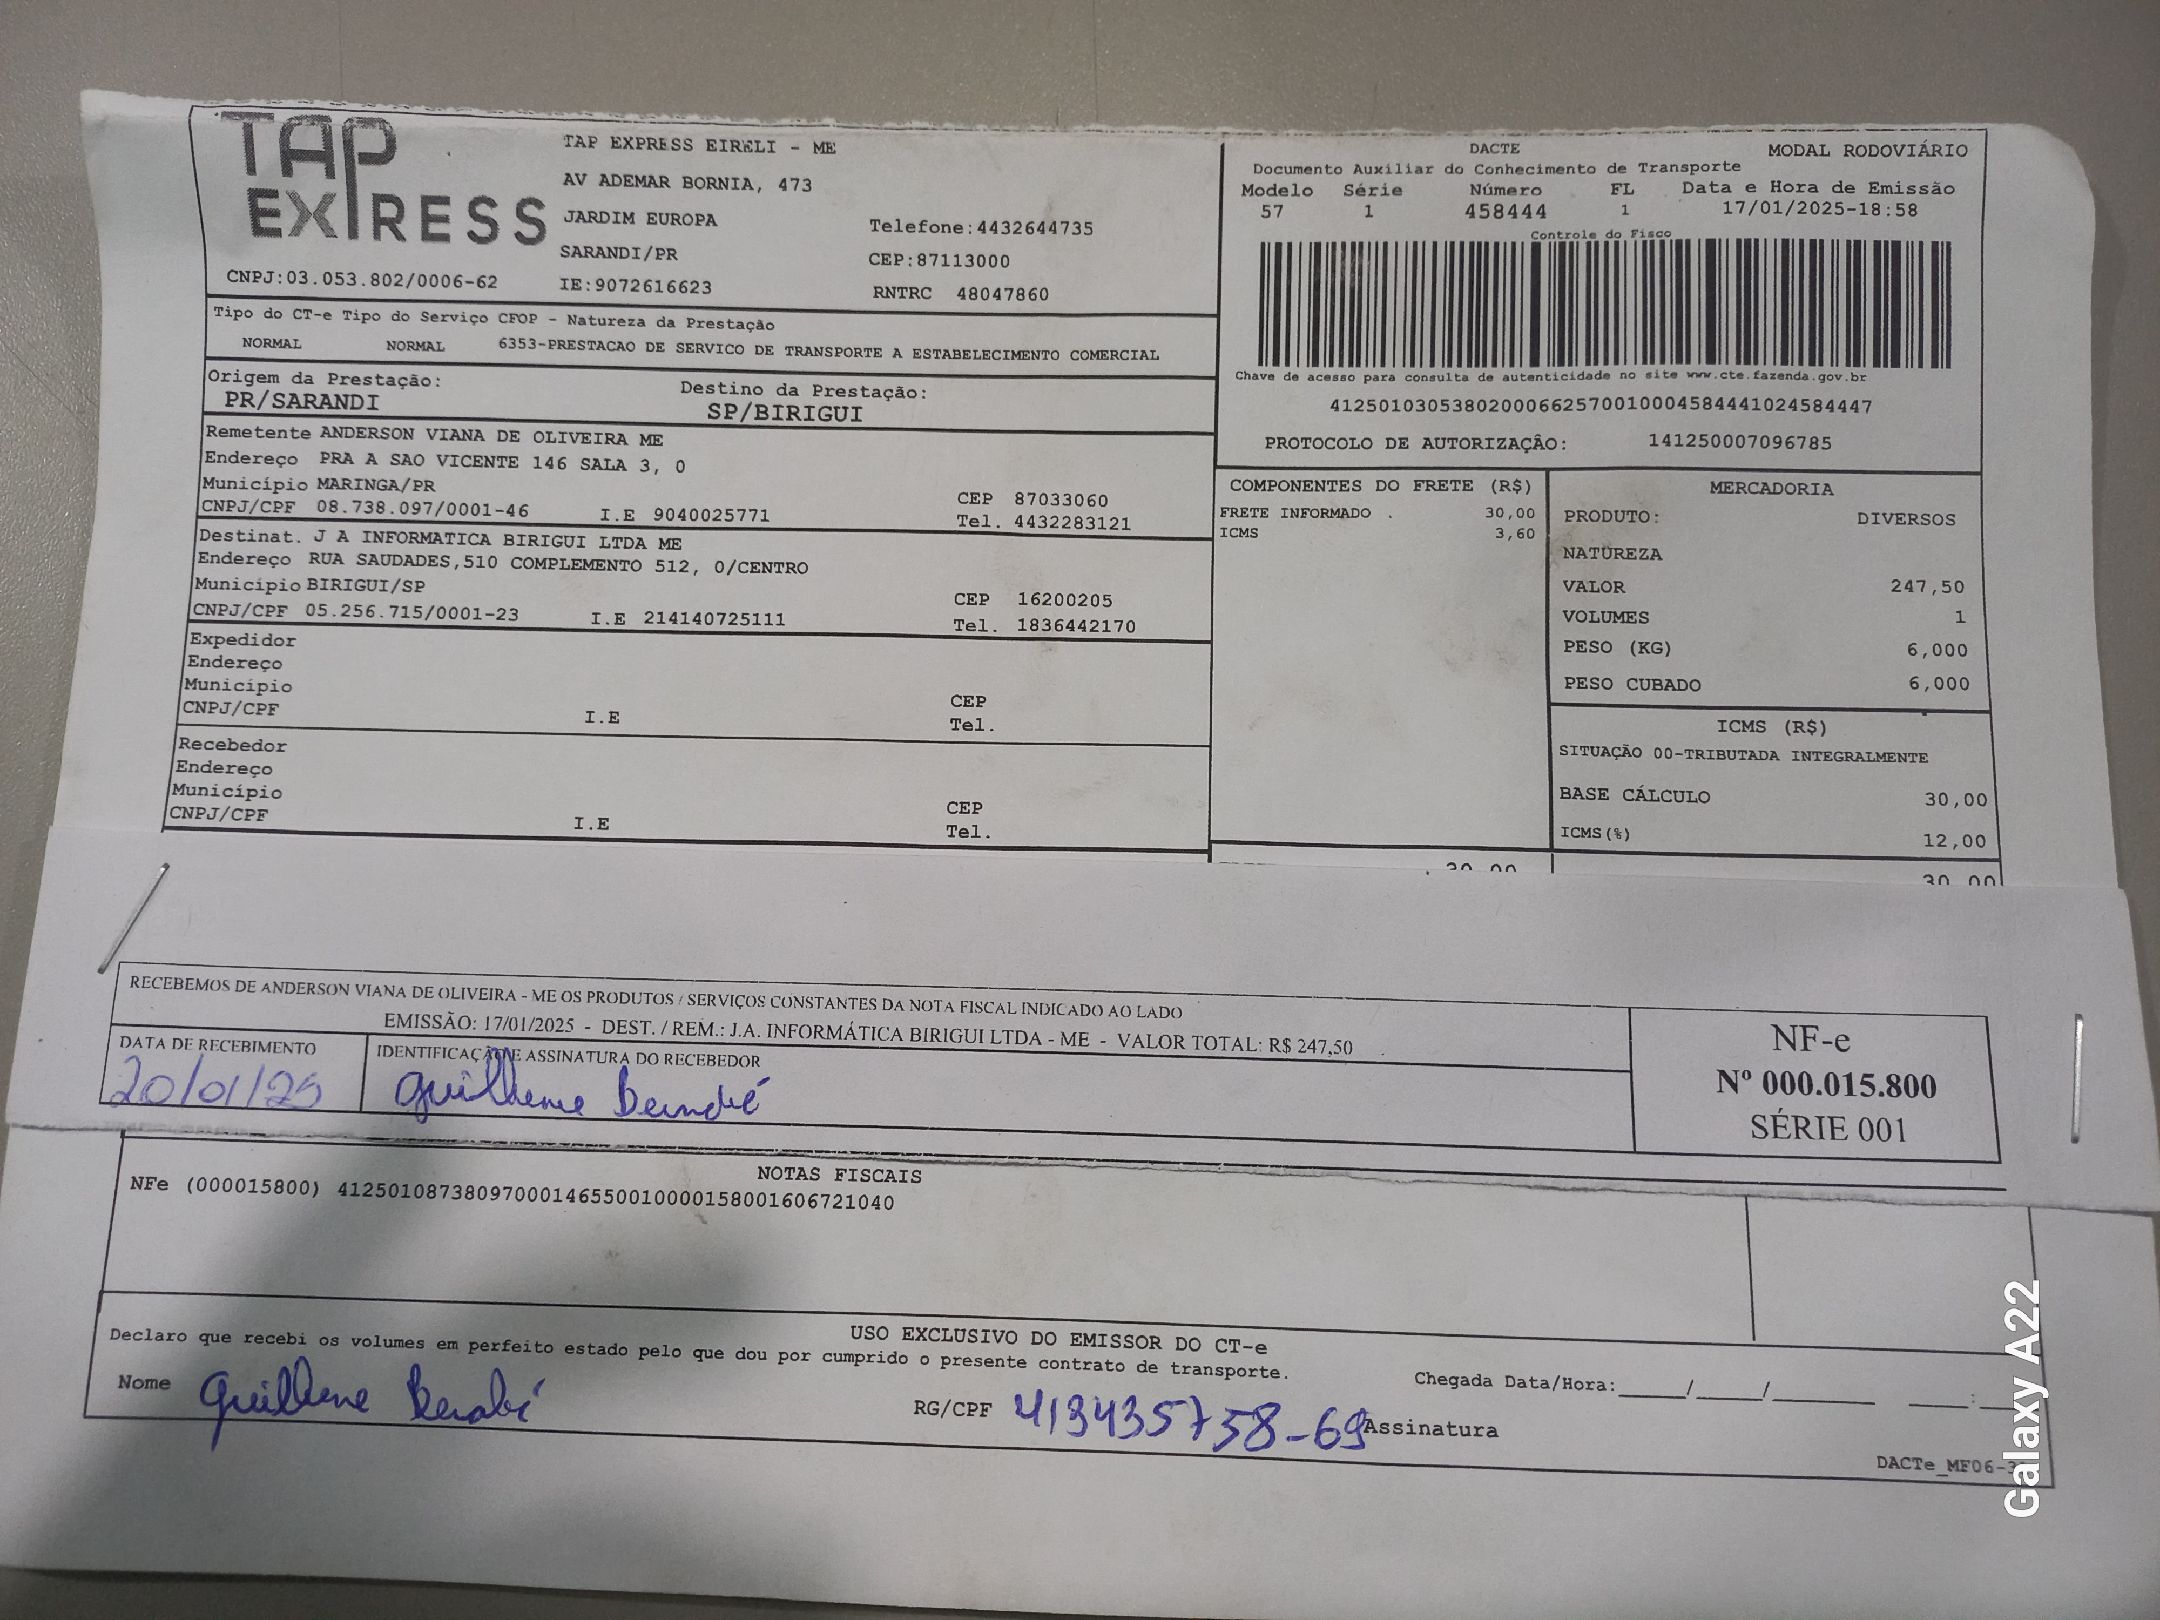 TAP EXPRESS
TAP EXPRESS EIRELI - ME
AV ADEMAR BORNIA, 473
JARDIM EUROPA
Telefone:4432644735
SARANDI/PR
CEP:87113000
CNPJ:03.053.802/0006-62
IE:9072616623
RNTRC 48047860
DACTE MODAL RODOVIÁRIO
Documento Auxiliar do Conhecimento de Transporte
Modelo Série Número FL Data e Hora de Emissão
57 1 458444 1 17/01/2025-18:58
Controle do Fisco
Chave de acesso para consulta de autenticidade no site www.cte.fazenda.gov.br
41250103053802000662570010004584441024584447
PROTOCOLO DE AUTORIZAÇÃO: 141250007096785
Tipo do CT-e Tipo do Serviço CFOP - Natureza da Prestação
NORMAL NORMAL 6353-PRESTACAO DE SERVICO DE TRANSPORTE A ESTABELECIMENTO COMERCIAL
Origem da Prestação: Destino da Prestação:
PR/SARANDI SP/BIRIGUI
Remetente ANDERSON VIANA DE OLIVEIRA ME
Endereço PRA A SAO VICENTE 146 SALA 3, 0
Município MARINGA/PR CEP 87033060
CNPJ/CPF 08.738.097/0001-46 I.E 9040025771 Tel. 4432283121
Destinat. J A INFORMATICA BIRIGUI LTDA ME
Endereço RUA SAUDADES,510 COMPLEMENTO 512, 0/CENTRO
Município BIRIGUI/SP CEP 16200205
CNPJ/CPF 05.256.715/0001-23 I.E 214140725111 Tel. 1836442170
Expedidor
Endereço
Município CEP
CNPJ/CPF I.E Tel.
Recebedor
Endereço
Município CEP
CNPJ/CPF I.E Tel.
COMPONENTES DO FRETE (R$)
FRETE INFORMADO . 30,00
ICMS 3,60
MERCADORIA
PRODUTO: DIVERSOS
NATUREZA
VALOR 247,50
VOLUMES 1
PESO (KG) 6,000
PESO CUBADO 6,000
ICMS (R$)
SITUAÇÃO 00-TRIBUTADA INTEGRALMENTE
BASE CÁLCULO 30,00
ICMS(%) 12,00
30,00 30,00
RECEBEMOS DE ANDERSON VIANA DE OLIVEIRA - ME OS PRODUTOS / SERVIÇOS CONSTANTES DA NOTA FISCAL INDICADO AO LADO
EMISSÃO: 17/01/2025 - DEST. / REM.: J.A. INFORMÁTICA BIRIGUI LTDA - ME - VALOR TOTAL: R$ 247,50
DATA DE RECEBIMENTO IDENTIFICAÇÃO E ASSINATURA DO RECEBEDOR
20/01/25 Guilherme
NF-e
Nº 000.015.800
SÉRIE 001
NOTAS FISCAIS
NFe (000015800) 41250108738097000146550010000158001606721040
USO EXCLUSIVO DO EMISSOR DO CT-e
Declaro que recebi os volumes em perfeito estado pelo que dou por cumprido o presente contrato de transporte.
Nome Guilherme RG/CPF 413435758-69 Assinatura
Chegada Data/Hora:_____/_____/_______ ____:
DACTe_MF06-
Galaxy A22